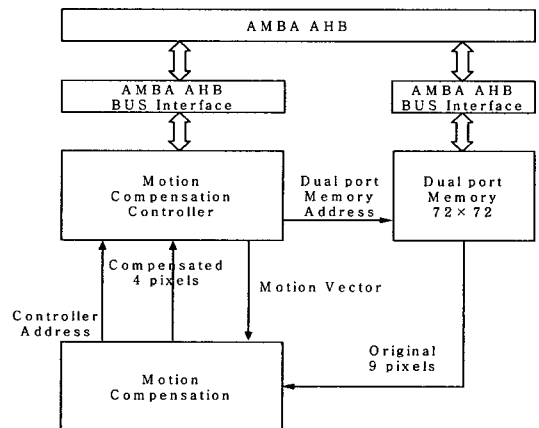 AMBA AHB
AMBA AHB
BUS Interface
AMBA AHB
BUS Interface
Motion
Compensation
Controller
Dual port
Memory
Address
Dual port
Memory
72×72
Compensated
4 pixels
Motion Vector
Controller
Address
Original
9 pixels
Motion
Compensation